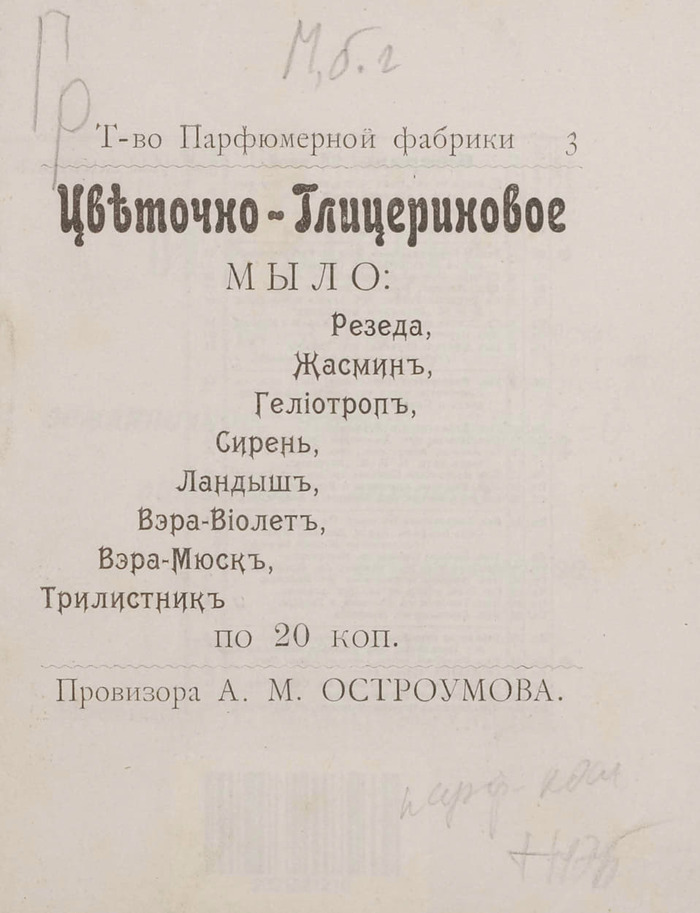 Гр
М, б. г
Т-во Парфюмерной фабрики 3
Цвѣточно-Глицериновое
МЫЛО:
Резеда,
Жасминъ,
Геліотропъ,
Сирень,
Ландышъ,
Вэра-Віолетъ,
Вэра-Мюскъ,
Трилистникъ
по 20 коп.
Провизора А. М. ОСТРОУМОВА.